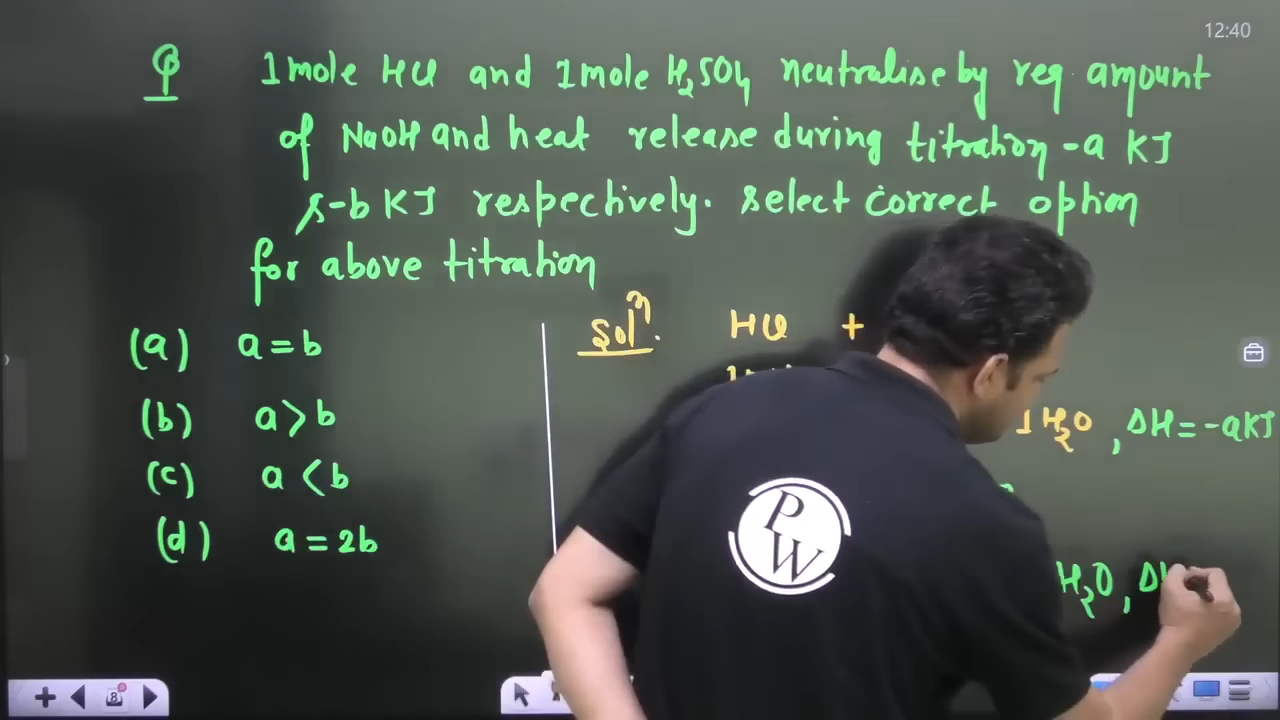 12:40
Q 1mole HCl and 1mole H₂SO₄ neutralise by req. amount
of NaOH and heat release during titration -a KJ
& -b KJ respectively. select correct option
for above titration
(a) a = b
(b) a > b
(c) a < b
(d) a = 2b
Solⁿ. HCl +
1H₂O , ΔH = -aKJ
H₂O ,
P
W
8